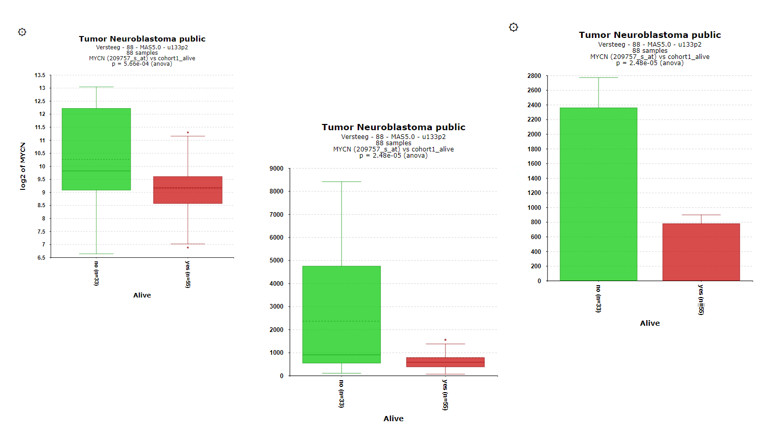 Tumor Neuroblastoma public
Versteeg - 88 - MAS5.0 - u133p2
88 samples
MYCN (209757_s_at) vs cohort1_alive
p = 5.66e-04 (anova)
13.5
13
12.5
12
11.5
11
10.5
10
9.5
9
8.5
8
7.5
7
6.5
log2 of MYCN
no (n=33)
yes (n=55)
Alive
Tumor Neuroblastoma public
Versteeg - 88 - MAS5.0 - u133p2
88 samples
MYCN (209757_s_at) vs cohort1_alive
p = 2.48e-05 (anova)
9000
8000
7000
6000
5000
4000
3000
2000
1000
0
no (n=33)
yes (n=55)
Alive
Tumor Neuroblastoma public
Versteeg - 88 - MAS5.0 - u133p2
88 samples
MYCN (209757_s_at) vs cohort1_alive
p = 2.48e-05 (anova)
2800
2600
2400
2200
2000
1800
1600
1400
1200
1000
800
600
400
200
0
no (n=33)
yes (n=55)
Alive